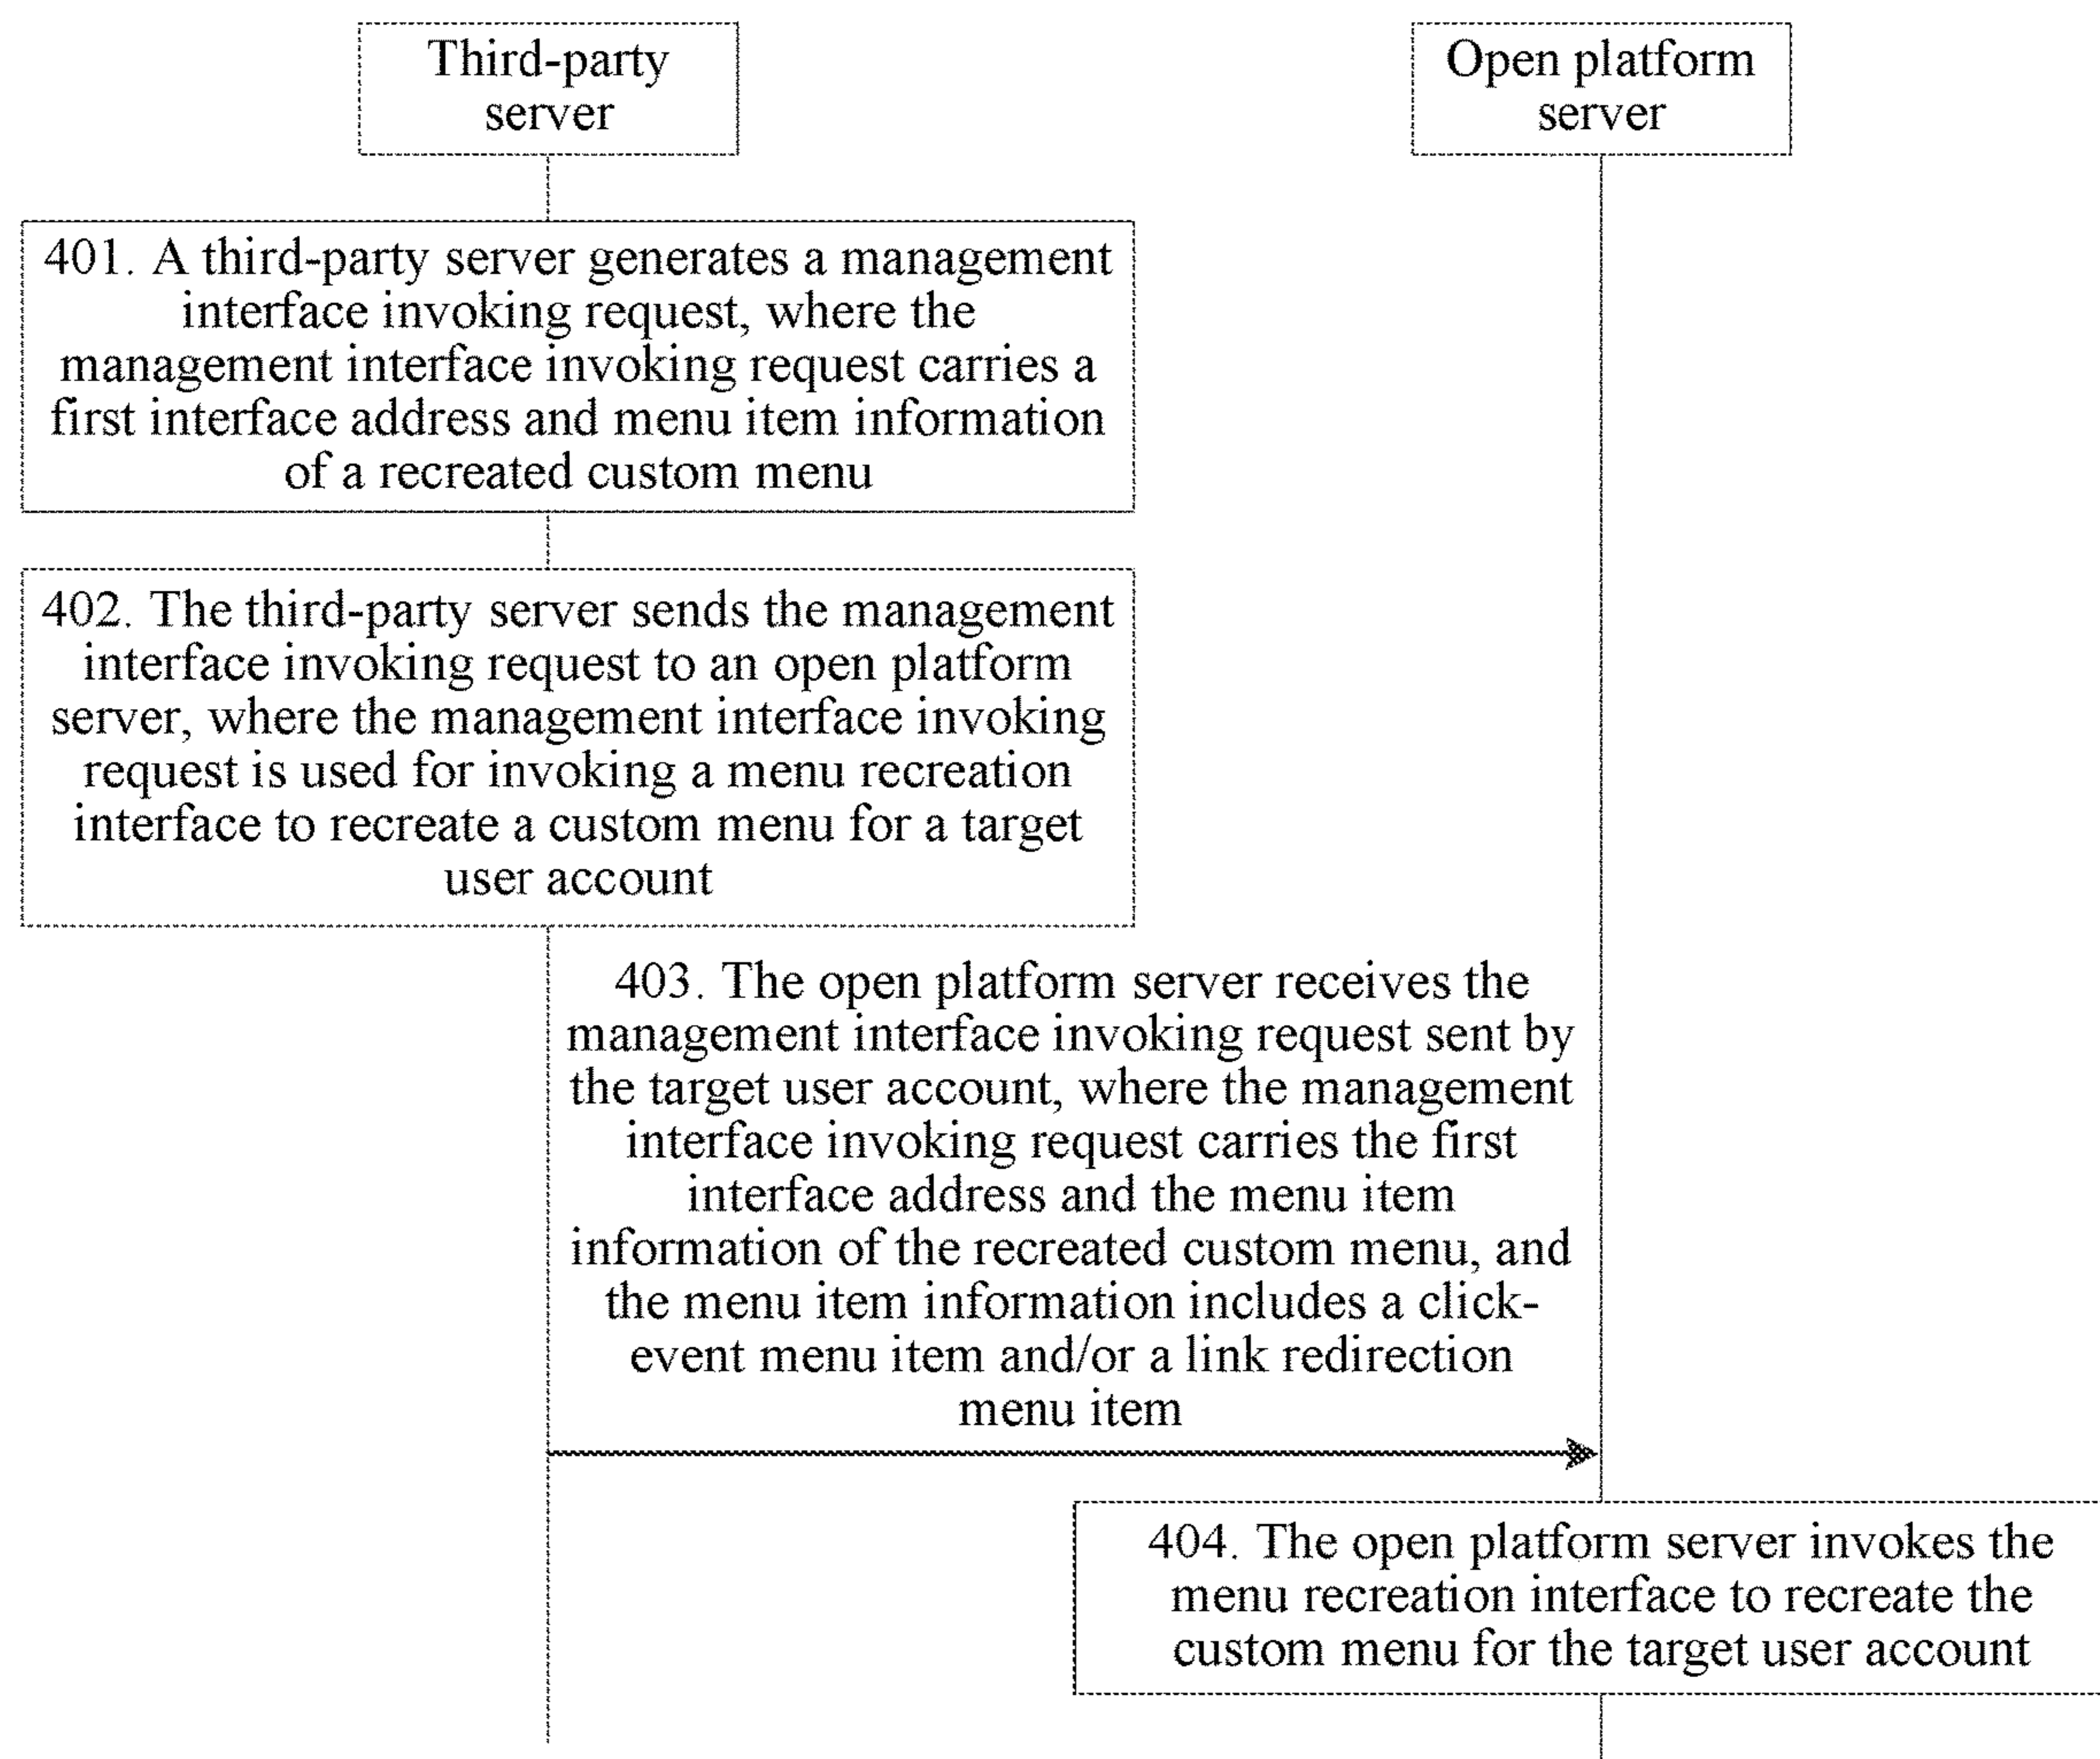 Third-party
server
Open platform
server
401. A third-party server generates a management
interface invoking request, where the
management interface invoking request carries a
first interface address and menu item information
of a recreated custom menu
402. The third-party server sends the management
interface invoking request to an open platform
server, where the management interface invoking
request is used for invoking a menu recreation
interface to recreate a custom menu for a target
user account
403. The open platform server receives the
management interface invoking request sent by
the target user account, where the management
interface invoking request carries the first
interface address and the menu item
information of the recreated custom menu, and
the menu item information includes a click-
event menu item and/or a link redirection
menu item
404. The open platform server invokes the
menu recreation interface to recreate the
custom menu for the target user account